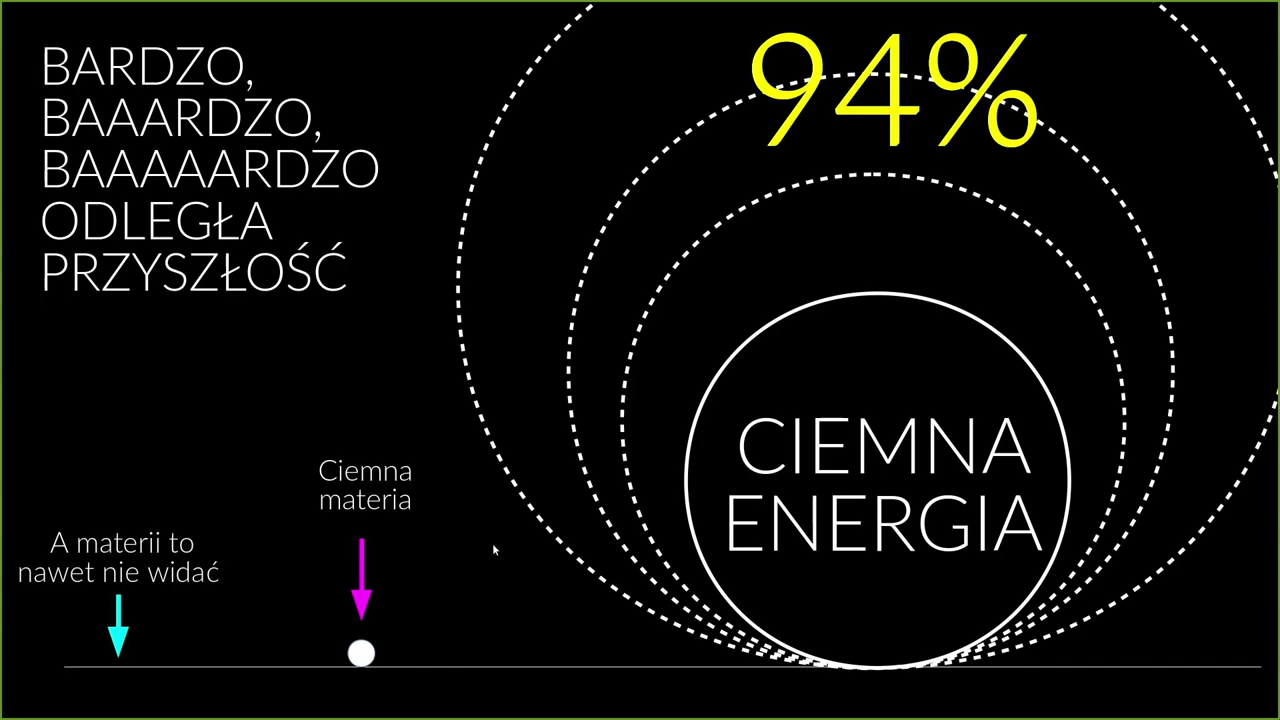 BARDZO,
BAAARDZO,
BAAAAARDZO
ODLEGŁA
PRZYSZŁOŚĆ
94%
CIEMNA
ENERGIA
Ciemna
materia
A materii to
nawet nie widać